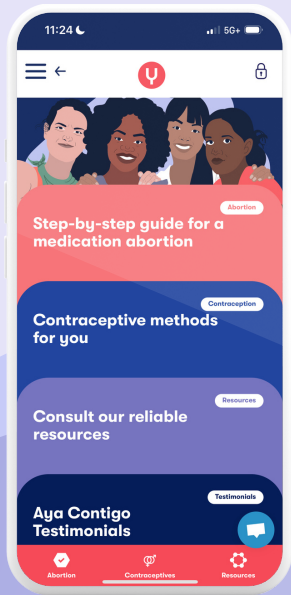 11:24
5G+
Abortion
Step-by-step guide for a
medication abortion
Contraception
Contraceptive methods
for you
Resources
Consult our reliable
resources
Testimonials
Aya Contigo
Testimonials
Abortion
Contraceptives
Resources